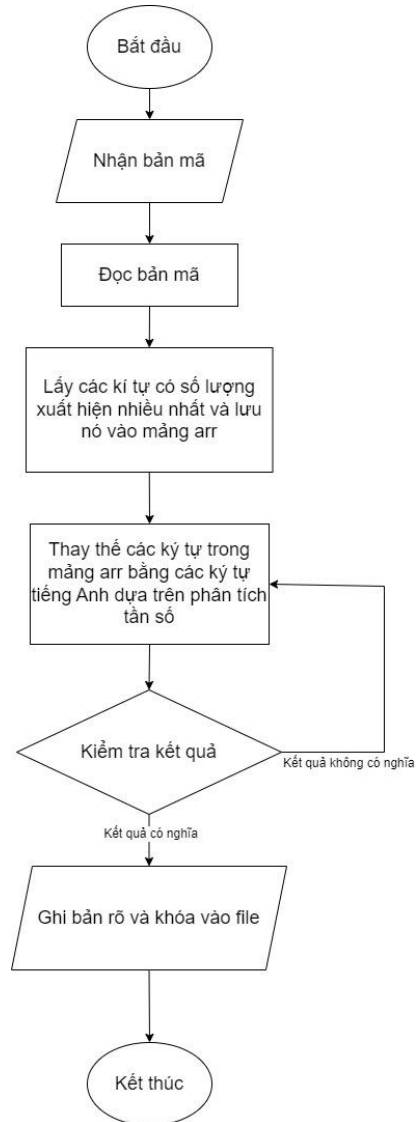 Bắt đầu
Nhận bản mã
Đọc bản mã
Lấy các kí tự có số lượng
xuất hiện nhiều nhất và lưu
nó vào mảng arr
Thay thế các ký tự trong
mảng arr bằng các ký tự
tiếng Anh dựa trên phân tích
tần số
Kiểm tra kết quả
Kết quả không có nghĩa
Kết quả có nghĩa
Ghi bản rõ và khóa vào file
Kết thúc